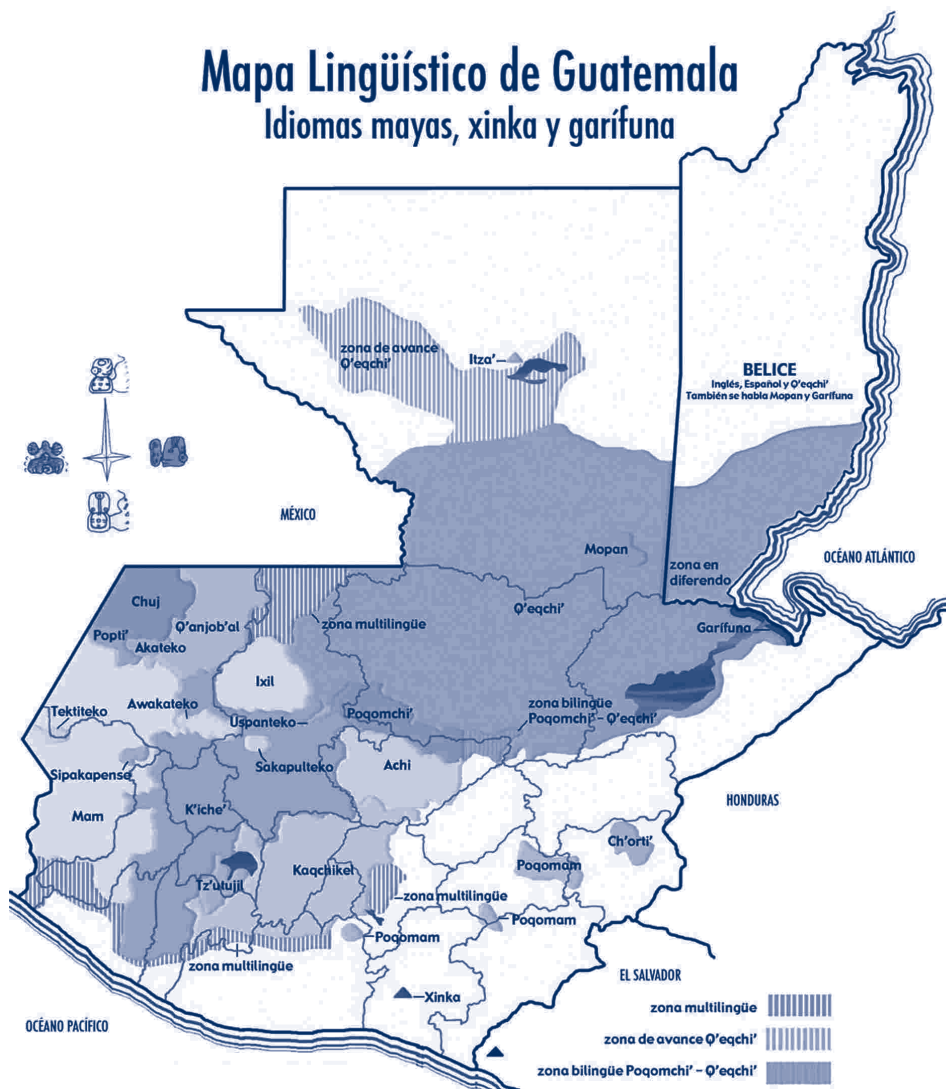 Mapa Lingüístico de Guatemala
Idiomas mayas, xinka y garífuna
zona de avance
Q'eqchi'
Itza'
BELICE
Inglés, Español y Q'eqchi'
También se habla Mopan y Garífuna
MÉXICO
Mopan
OCÉANO ATLÁNTICO
zona en
diferendo
Chuj
Q'anjob'al
Q'eqchi'
Popti'
Akateko
zona multilingüe
Garífuna
Ixil
Tektiteko
Awakateko
Uspanteko
Poqomchi'
zona bilingüe
Poqomchi' – Q'eqchi'
Sipakapense
Sakapulteko
Achi
Mam
K'iche'
HONDURAS
Ch'orti'
Tz'utujil
Kaqchikel
Poqomam
zona multilingüe
Poqomam
Poqomam
zona multilingüe
EL SALVADOR
Xinka
OCÉANO PACÍFICO
zona multilingüe
zona de avance Q'eqchi'
zona bilingüe Poqomchi' – Q'eqchi'